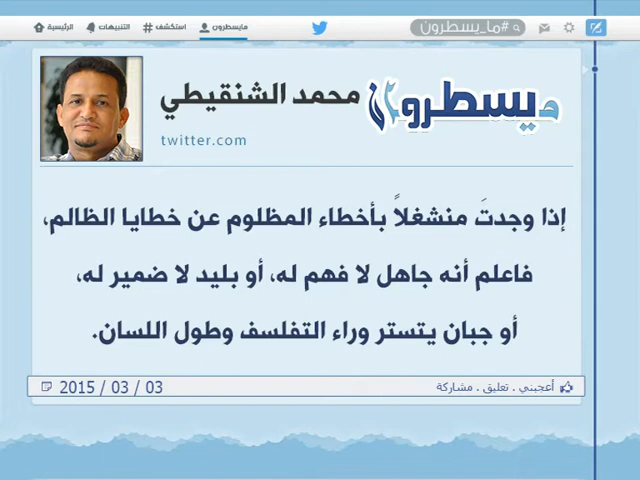 الرئيسية
التنبيهات
# استكشف
مايسطرون
#ما_يسطرون
محمد الشنقيطي
مايسطرون
twitter.com
إذا وجدتَ منشغلاً بأخطاء المظلوم عن خطايا الظالم،
فاعلم أنه جاهل لا فهم له، أو بليد لا ضمير له،
أو جبان يتستر وراء التفلسف وطول اللسان.
أعجبني . تعليق . مشاركة
2015 / 03 / 03